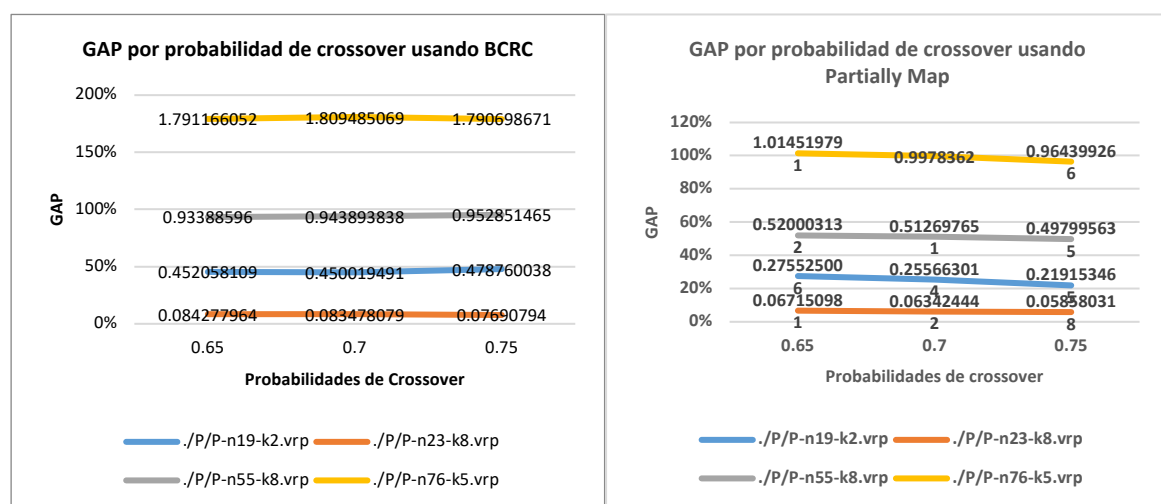 GAP por probabilidad de crossover usando BCRC
200%
150%
100%
50%
0%
GAP
1.791166052 1.809485069 1.790698671
0.93388596 0.943893838 0.952851465
0.452058109 0.450019491 0.478760038
0.084277964 0.083478079 0.07690794
0.65 0.7 0.75
Probabilidades de Crossover
./P/P-n19-k2.vrp ./P/P-n23-k8.vrp
./P/P-n55-k8.vrp ./P/P-n76-k5.vrp
GAP por probabilidad de crossover usando
Partially Map
120%
100%
80%
60%
40%
20%
0%
GAP
1.01451979 0.9978362 0.96439926
1 6
0.52000313 0.51269765 0.49799563
2 1 5
0.27552500 0.25566301 0.21915346
6 4 5
0.06715098 0.06342444 0.05858031
1 2 8
0.65 0.7 0.75
Probabilidades de crossover
./P/P-n19-k2.vrp ./P/P-n23-k8.vrp
./P/P-n55-k8.vrp ./P/P-n76-k5.vrp